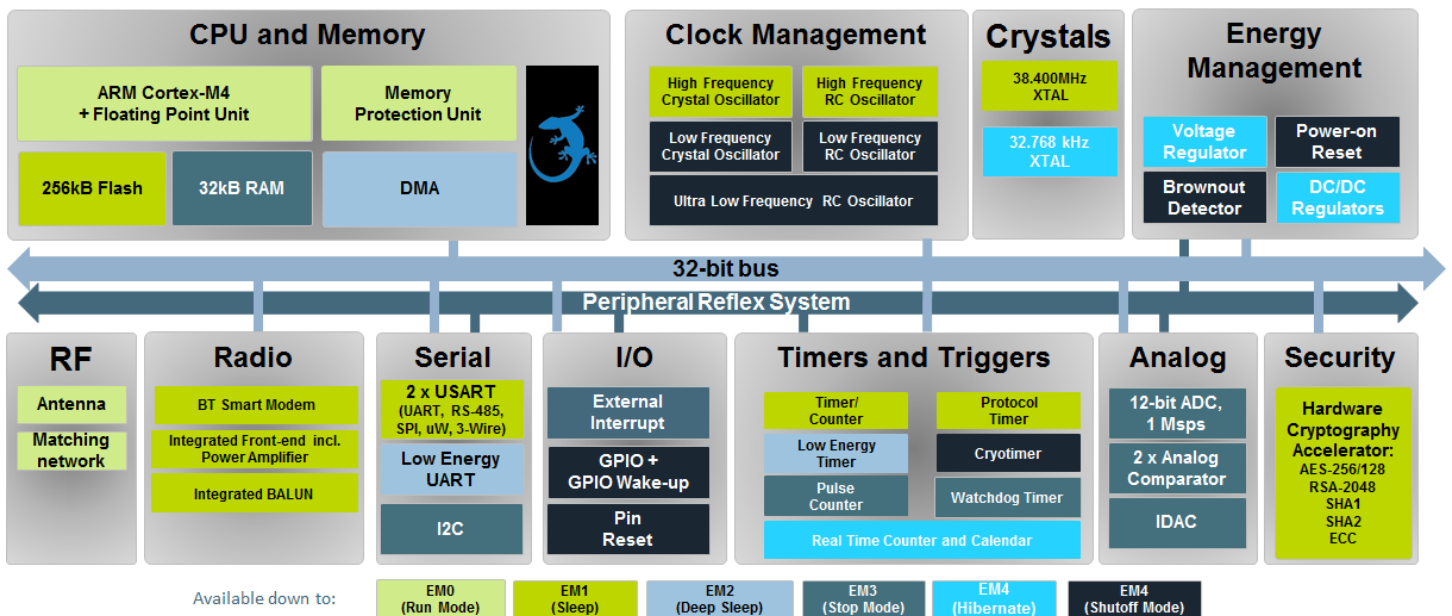 CPU and Memory
ARM Cortex-M4
+ Floating Point Unit
Memory
Protection Unit
256kB Flash
32kB RAM
DMA
Clock Management
High Frequency
Crystal Oscillator
High Frequency
RC Oscillator
Low Frequency
Crystal Oscillator
Low Frequency
RC Oscillator
Ultra Low Frequency RC Oscillator
Crystals
38.400MHz
XTAL
32.768 kHz
XTAL
Energy
Management
Voltage
Regulator
Power-on
Reset
Brownout
Detector
DC/DC
Regulators
32-bit bus
Peripheral Reflex System
RF
Antenna
Matching
network
Radio
BT Smart Modem
Integrated Front-end incl.
Power Amplifier
Integrated BALUN
Serial
2 x USART
(UART, RS-485,
SPI, uW, 3-Wire)
Low Energy
UART
I2C
I/O
External
Interrupt
GPIO +
GPIO Wake-up
Pin
Reset
Timers and Triggers
Timer/
Counter
Protocol
Timer
Low Energy
Timer
Cryotimer
Pulse
Counter
Watchdog Timer
Real Time Counter and Calendar
Analog
12-bit ADC,
1 Msps
2 x Analog
Comparator
IDAC
Security
Hardware
Cryptography
Accelerator:
AES-256/128
RSA-2048
SHA1
SHA2
ECC
Available down to:
EM0
(Run Mode)
EM1
(Sleep)
EM2
(Deep Sleep)
EM3
(Stop Mode)
EM4
(Hibernate)
EM4
(Shutoff Mode)